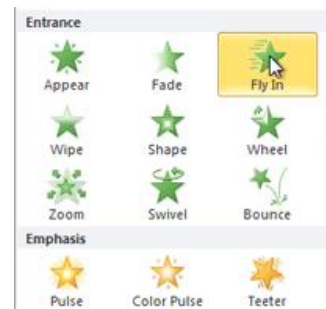 Entrance
Appear Fade Fly In
Wipe Shape Wheel
Zoom Swivel Bounce
Emphasis
Pulse Color Pulse Teeter